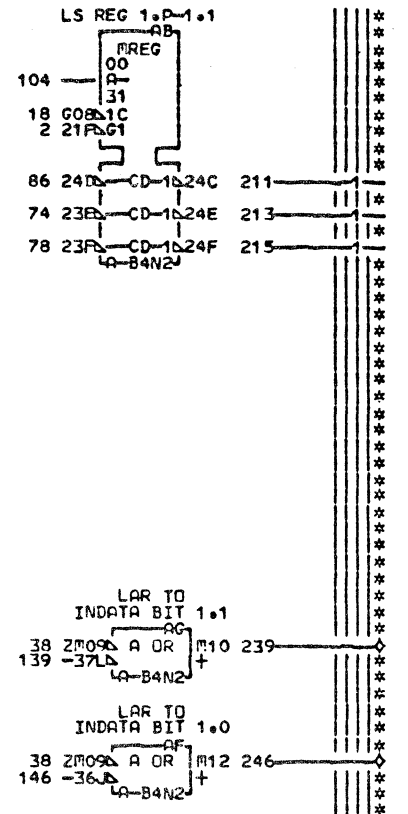 LS REG 1.P-1.1
AB
MREG
00
104 A-
31
18 G08 1C
2 21F G1
86 24D CD-1 24C 211
74 23E CD-1 24E 213
78 23F CD-1 24F 215
A-B4N2
LAR TO
INDATA BIT 1.1
AG
38 ZM09 A OR M10 239
139 -37L +
A-B4N2
LAR TO
INDATA BIT 1.0
AF
38 ZM09 A OR M12 246
146 -36J +
A-B4N2